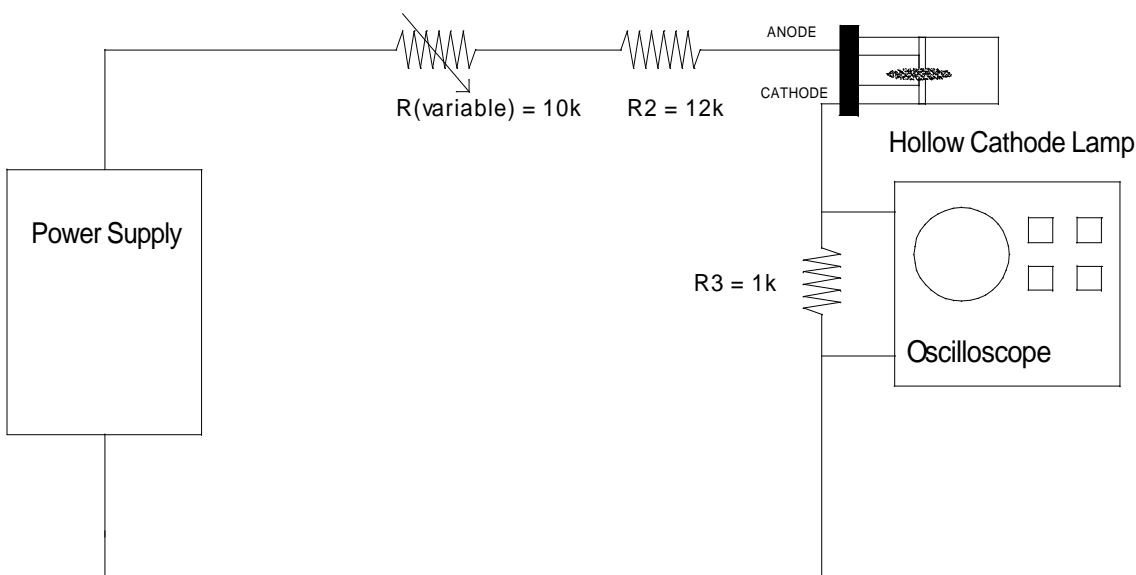 ANODE
CATHODE
R(variable) = 10k
R2 = 12k
Hollow Cathode Lamp
Power Supply
R3 = 1k
Oscilloscope